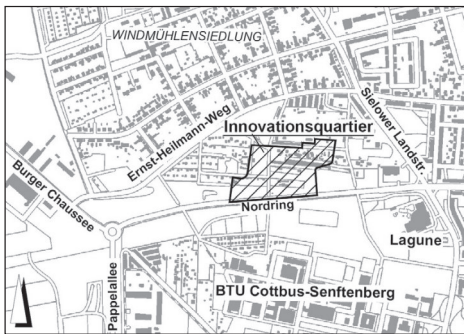 WINDMÜHLENSIEDLUNG
Sielower Landstr.
Ernst-Heilmann-Weg
Innovationsquartier
Burger Chaussee
Nordring
Lagune
Pappelallee
BTU Cottbus-Senftenberg